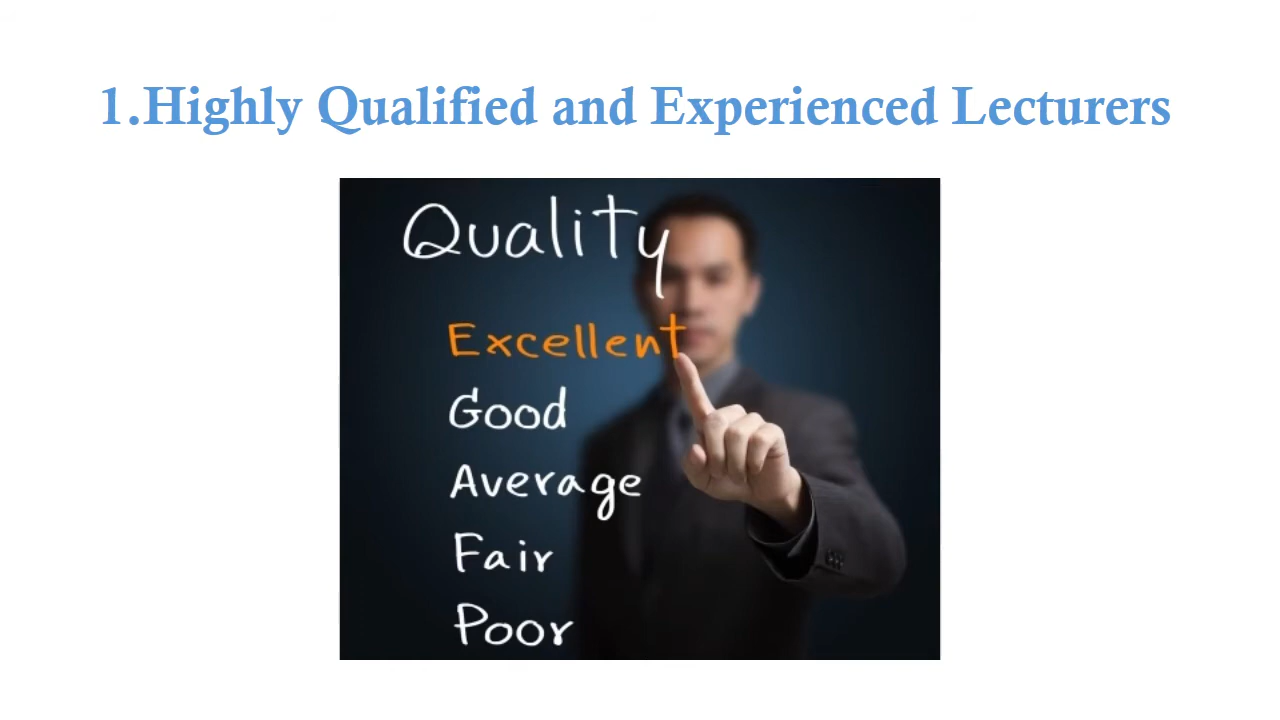 1.Highly Qualified and Experienced Lecturers
Quality
Excellent
Good
Average
Fair
Poor